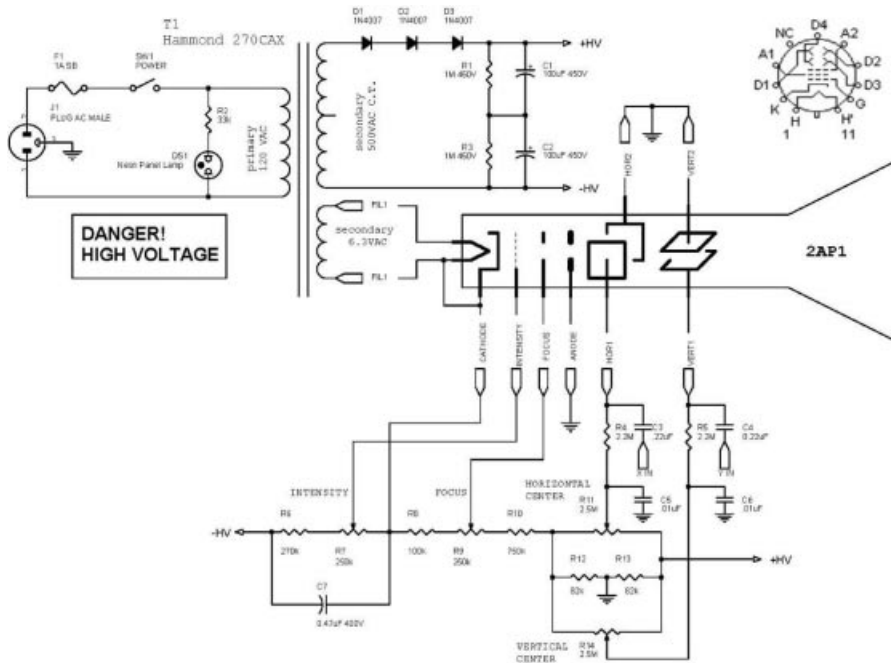 T1
Hammond 270CAX
F1
1A SB
SW1
POWER
J1
PLUG AC MALE
R2
33k
DS1
Neon Panel Lamp
primary
120 VAC
secondary
500VAC C.T.
D1
1N4007
D2
1N4007
D3
1N4007
+HV
R1
1M 450V
C1
100uF 450V
R3
1M 450V
C2
100uF 450V
-HV
NC
D4
A2
A1
D2
D1
D3
K
G
H
H'
1
11
HOR2
VERT2
DANGER!
HIGH VOLTAGE
FIL1
secondary
6.3VAC
FIL1
2AP1
CATHODE
INTENSITY
FOCUS
ANODE
HOR1
VERT1
R4
2.2M
C3
.22uF
X IN
R5
2.2M
C4
0.22uF
Y IN
INTENSITY
FOCUS
HORIZONTAL
CENTER
R11
2.5M
C5
.01uF
C6
.01uF
-HV
R6
270k
R7
250k
R8
100k
R9
250k
R10
750k
+HV
R12
82k
R13
82k
C7
0.47uF 400V
VERTICAL
CENTER
R14
2.5M